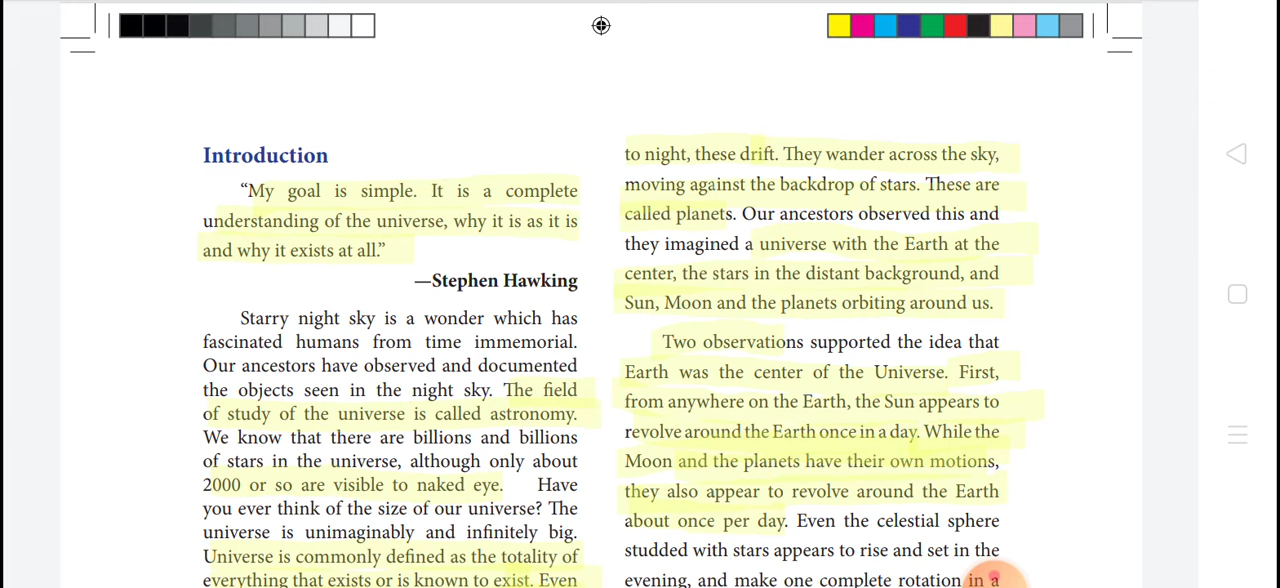 Introduction
“My goal is simple. It is a complete
understanding of the universe, why it is as it is
and why it exists at all.”
—Stephen Hawking
Starry night sky is a wonder which has
fascinated humans from time immemorial.
Our ancestors have observed and documented
the objects seen in the night sky. The field
of study of the universe is called astronomy.
We know that there are billions and billions
of stars in the universe, although only about
2000 or so are visible to naked eye. Have
you ever think of the size of our universe? The
universe is unimaginably and infinitely big.
Universe is commonly defined as the totality of
everything that exists or is known to exist. Even
to night, these drift. They wander across the sky,
moving against the backdrop of stars. These are
called planets. Our ancestors observed this and
they imagined a universe with the Earth at the
center, the stars in the distant background, and
Sun, Moon and the planets orbiting around us.
Two observations supported the idea that
Earth was the center of the Universe. First,
from anywhere on the Earth, the Sun appears to
revolve around the Earth once in a day. While the
Moon and the planets have their own motions,
they also appear to revolve around the Earth
about once per day. Even the celestial sphere
studded with stars appears to rise and set in the
evening, and make one complete rotation in a